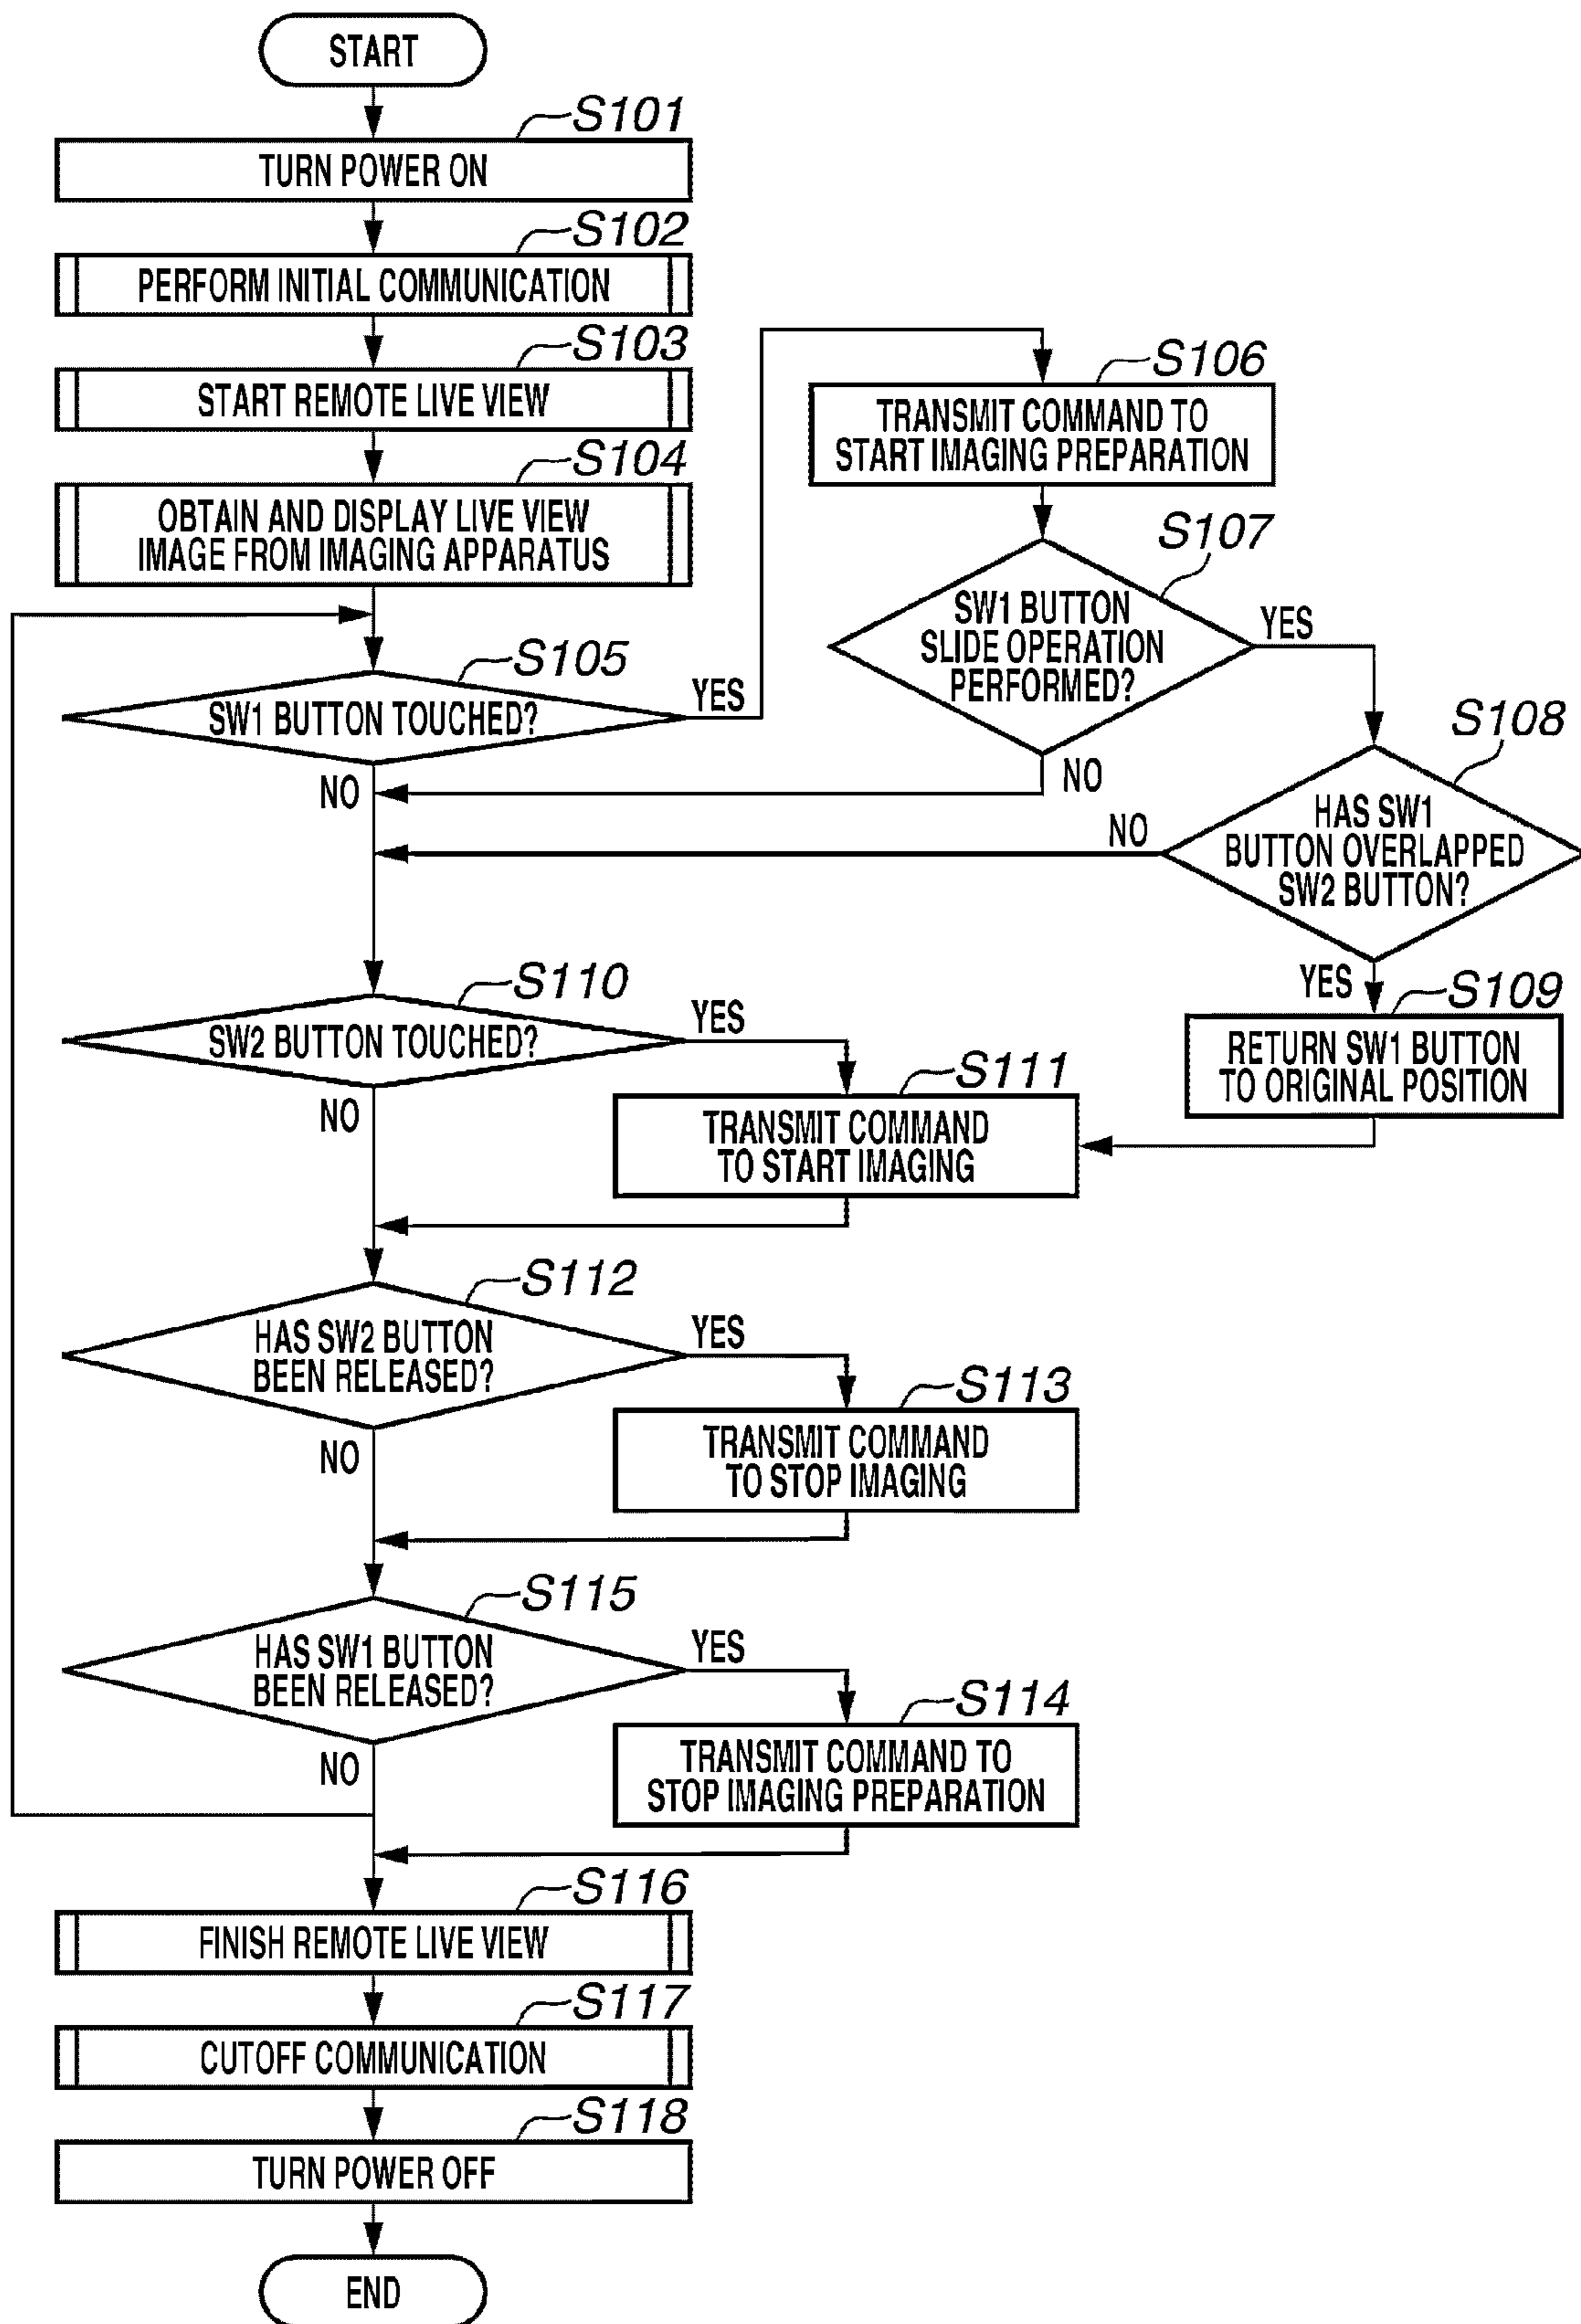 START
S101
TURN POWER ON
S102
PERFORM INITIAL COMMUNICATION
S103
START REMOTE LIVE VIEW
S104
OBTAIN AND DISPLAY LIVE VIEW
IMAGE FROM IMAGING APPARATUS
S105
SW1 BUTTON TOUCHED?
YES
NO
S106
TRANSMIT COMMAND TO
START IMAGING PREPARATION
S107
SW1 BUTTON
SLIDE OPERATION
PERFORMED?
YES
NO
S108
HAS SW1
BUTTON OVERLAPPED
SW2 BUTTON?
NO
YES
S109
RETURN SW1 BUTTON
TO ORIGINAL POSITION
S110
SW2 BUTTON TOUCHED?
YES
NO
S111
TRANSMIT COMMAND
TO START IMAGING
S112
HAS SW2 BUTTON
BEEN RELEASED?
YES
NO
S113
TRANSMIT COMMAND
TO STOP IMAGING
S115
HAS SW1 BUTTON
BEEN RELEASED?
YES
NO
S114
TRANSMIT COMMAND TO
STOP IMAGING PREPARATION
S116
FINISH REMOTE LIVE VIEW
S117
CUTOFF COMMUNICATION
S118
TURN POWER OFF
END